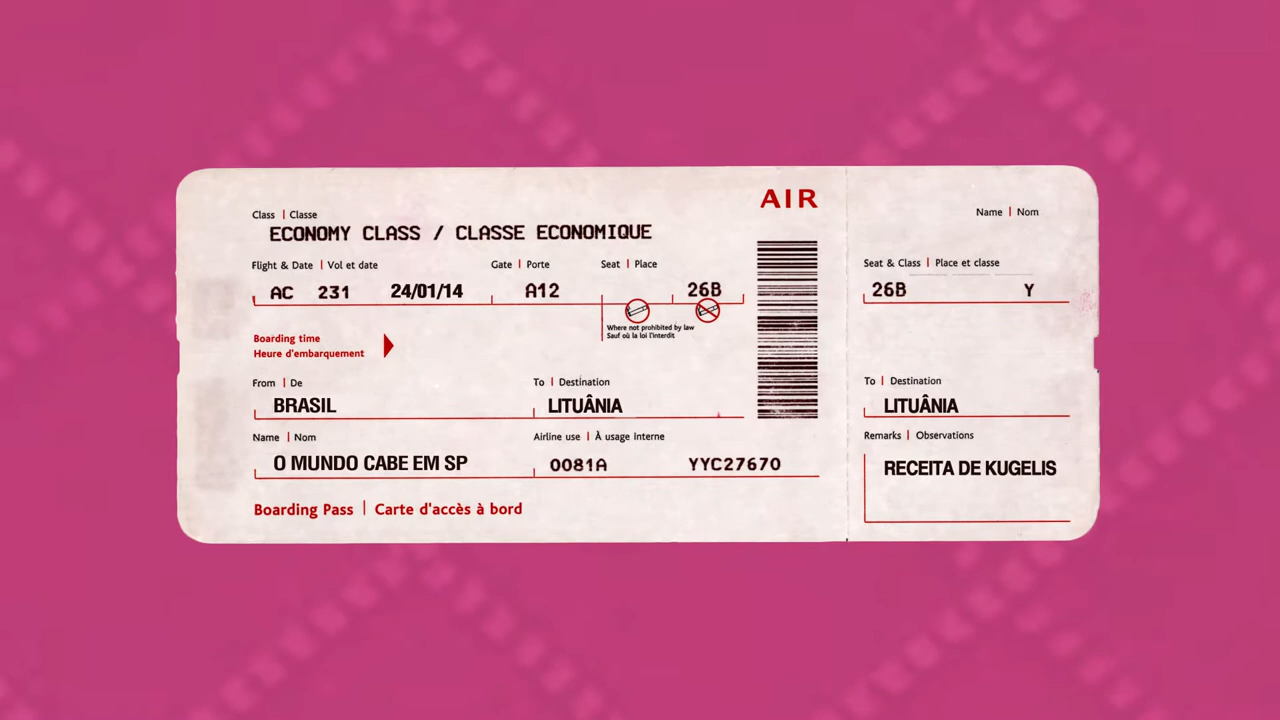 AIR
Class | Classe
ECONOMY CLASS / CLASSE ECONOMIQUE
Name | Nom
Flight & Date | Vol et date
Gate | Porte
Seat | Place
Seat & Class | Place et classe
AC 231 24/01/14
A12
26B
26B Y
Where not prohibited by law
Sauf où la loi l'interdit
Boarding time
Heure d'embarquement
From | De
To | Destination
To | Destination
BRASIL
LITUÂNIA
LITUÂNIA
Name | Nom
Airline use | À usage interne
Remarks | Observations
O MUNDO CABE EM SP
0081A YYC27670
RECEITA DE KUGELIS
Boarding Pass | Carte d'accès à bord